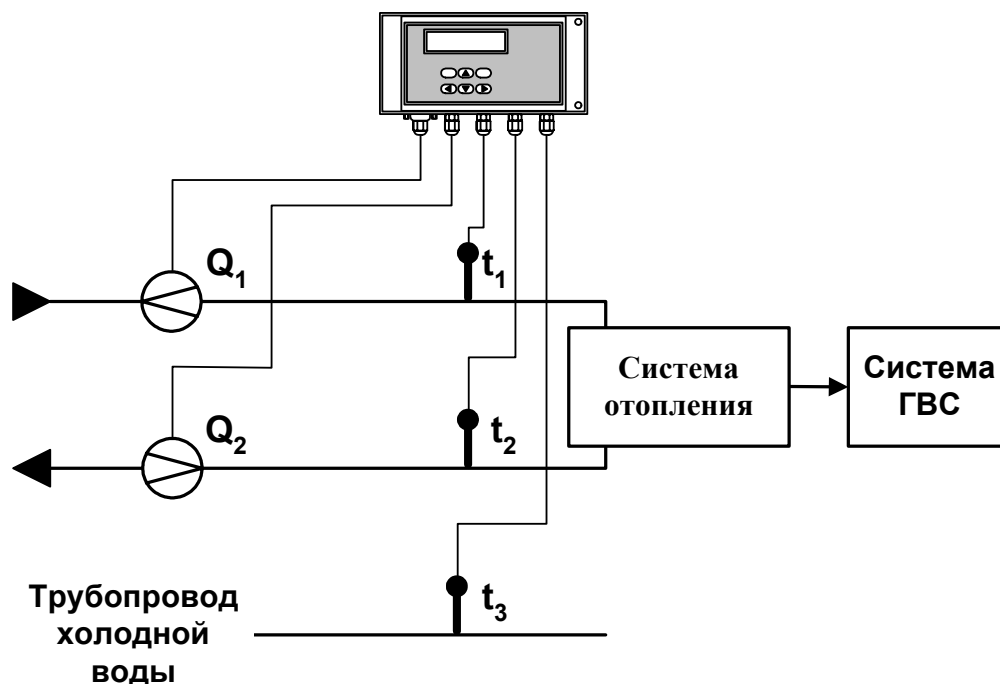 Q1
t1
Система
отопления
Система
ГВС
Q2
t2
Трубопровод
холодной
воды
t3